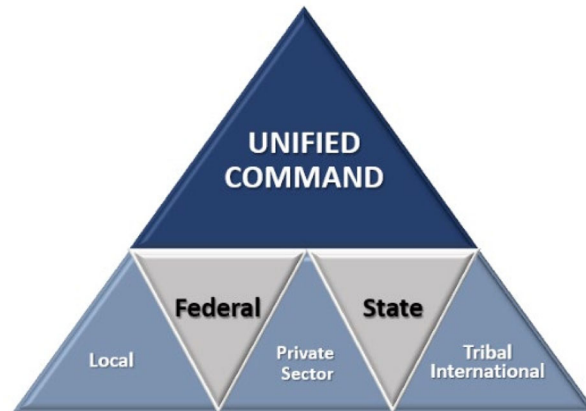 UNIFIED
COMMAND
Federal
State
Local
Private
Sector
Tribal
International